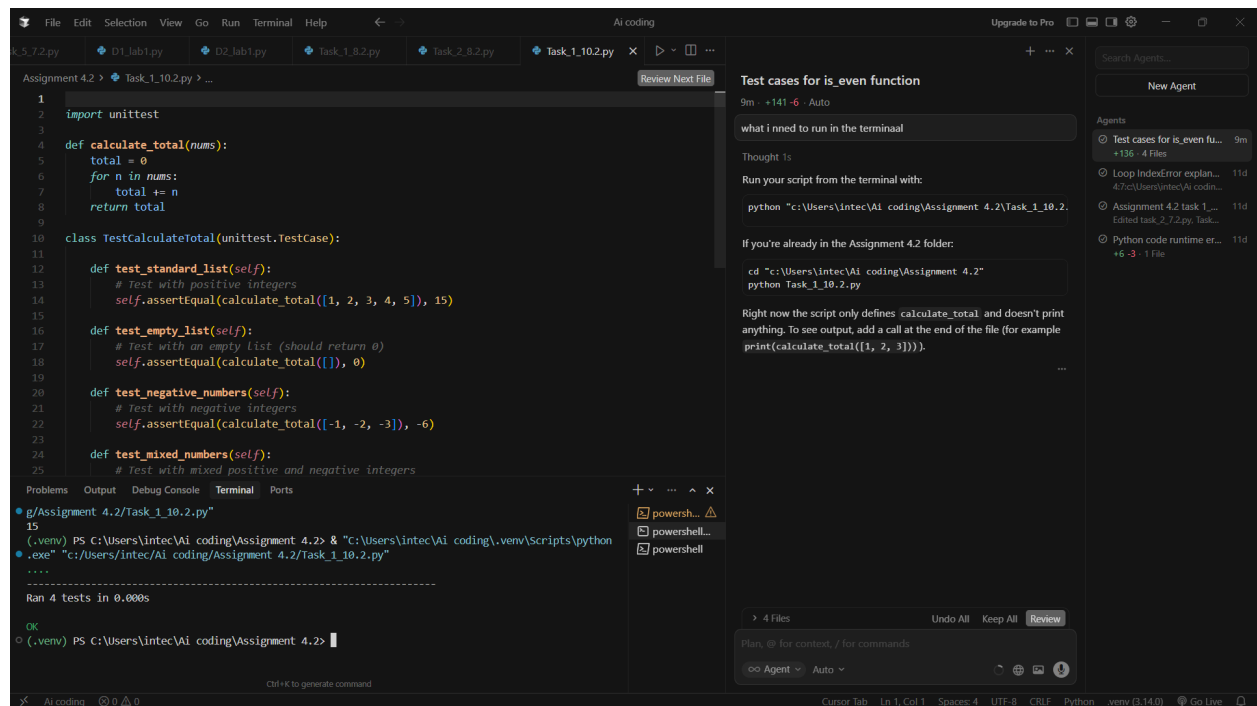 File Edit Selection View Go Run Terminal Help
Ai coding
Upgrade to Pro
k_5_7.2.py D1_lab1.py D2_lab1.py Task_1_8.2.py Task_2_8.2.py Task_1_10.2.py
Assignment 4.2 > Task_1_10.2.py > ...
Review Next File
1
2 import unittest
3
4 def calculate_total(nums):
5 total = 0
6 for n in nums:
7 total += n
8 return total
9
10 class TestCalculateTotal(unittest.TestCase):
11
12 def test_standard_list(self):
13 # Test with positive integers
14 self.assertEqual(calculate_total([1, 2, 3, 4, 5]), 15)
15
16 def test_empty_list(self):
17 # Test with an empty list (should return 0)
18 self.assertEqual(calculate_total([]), 0)
19
20 def test_negative_numbers(self):
21 # Test with negative integers
22 self.assertEqual(calculate_total([-1, -2, -3]), -6)
23
24 def test_mixed_numbers(self):
25 # Test with mixed positive and negative integers
Problems Output Debug Console Terminal Ports
g/Assignment 4.2/Task_1_10.2.py"
15
(.venv) PS C:\Users\intec\Ai coding\Assignment 4.2> & "C:\Users\intec\Ai coding\.venv\Scripts\python
.exe" "c:/Users/intec/Ai coding/Assignment 4.2/Task_1_10.2.py"
....
----------------------------------------------------------------------
Ran 4 tests in 0.000s
OK
(.venv) PS C:\Users\intec\Ai coding\Assignment 4.2>
Ctrl+K to generate command
powersh...
powershell...
powershell
Test cases for is_even function
9m · +141 -6 · Auto
what i nned to run in the terminaal
Thought 1s
Run your script from the terminal with:
python "c:\Users\intec\Ai coding\Assignment 4.2\Task_1_10.2.
If you're already in the Assignment 4.2 folder:
cd "c:\Users\intec\Ai coding\Assignment 4.2"
python Task_1_10.2.py
Right now the script only defines calculate_total and doesn't print
anything. To see output, add a call at the end of the file (for example
print(calculate_total([1, 2, 3]))).
> 4 Files Undo All Keep All Review
Plan, @ for context, / for commands
Agent Auto
Search Agents...
New Agent
Agents
Test cases for is_even fu... 9m
+136 · 4 Files
Loop IndexError explan... 11d
4:7:c:\Users\intec\Ai codin...
Assignment 4.2 task 1_... 11d
Edited task_2_7.2.py, Task...
Python code runtime er... 11d
+6 -3 · 1 File
Ai coding 0 0
Cursor Tab Ln 1, Col 1 Spaces: 4 UTF-8 CRLF Python .venv (3.14.0) Go Live